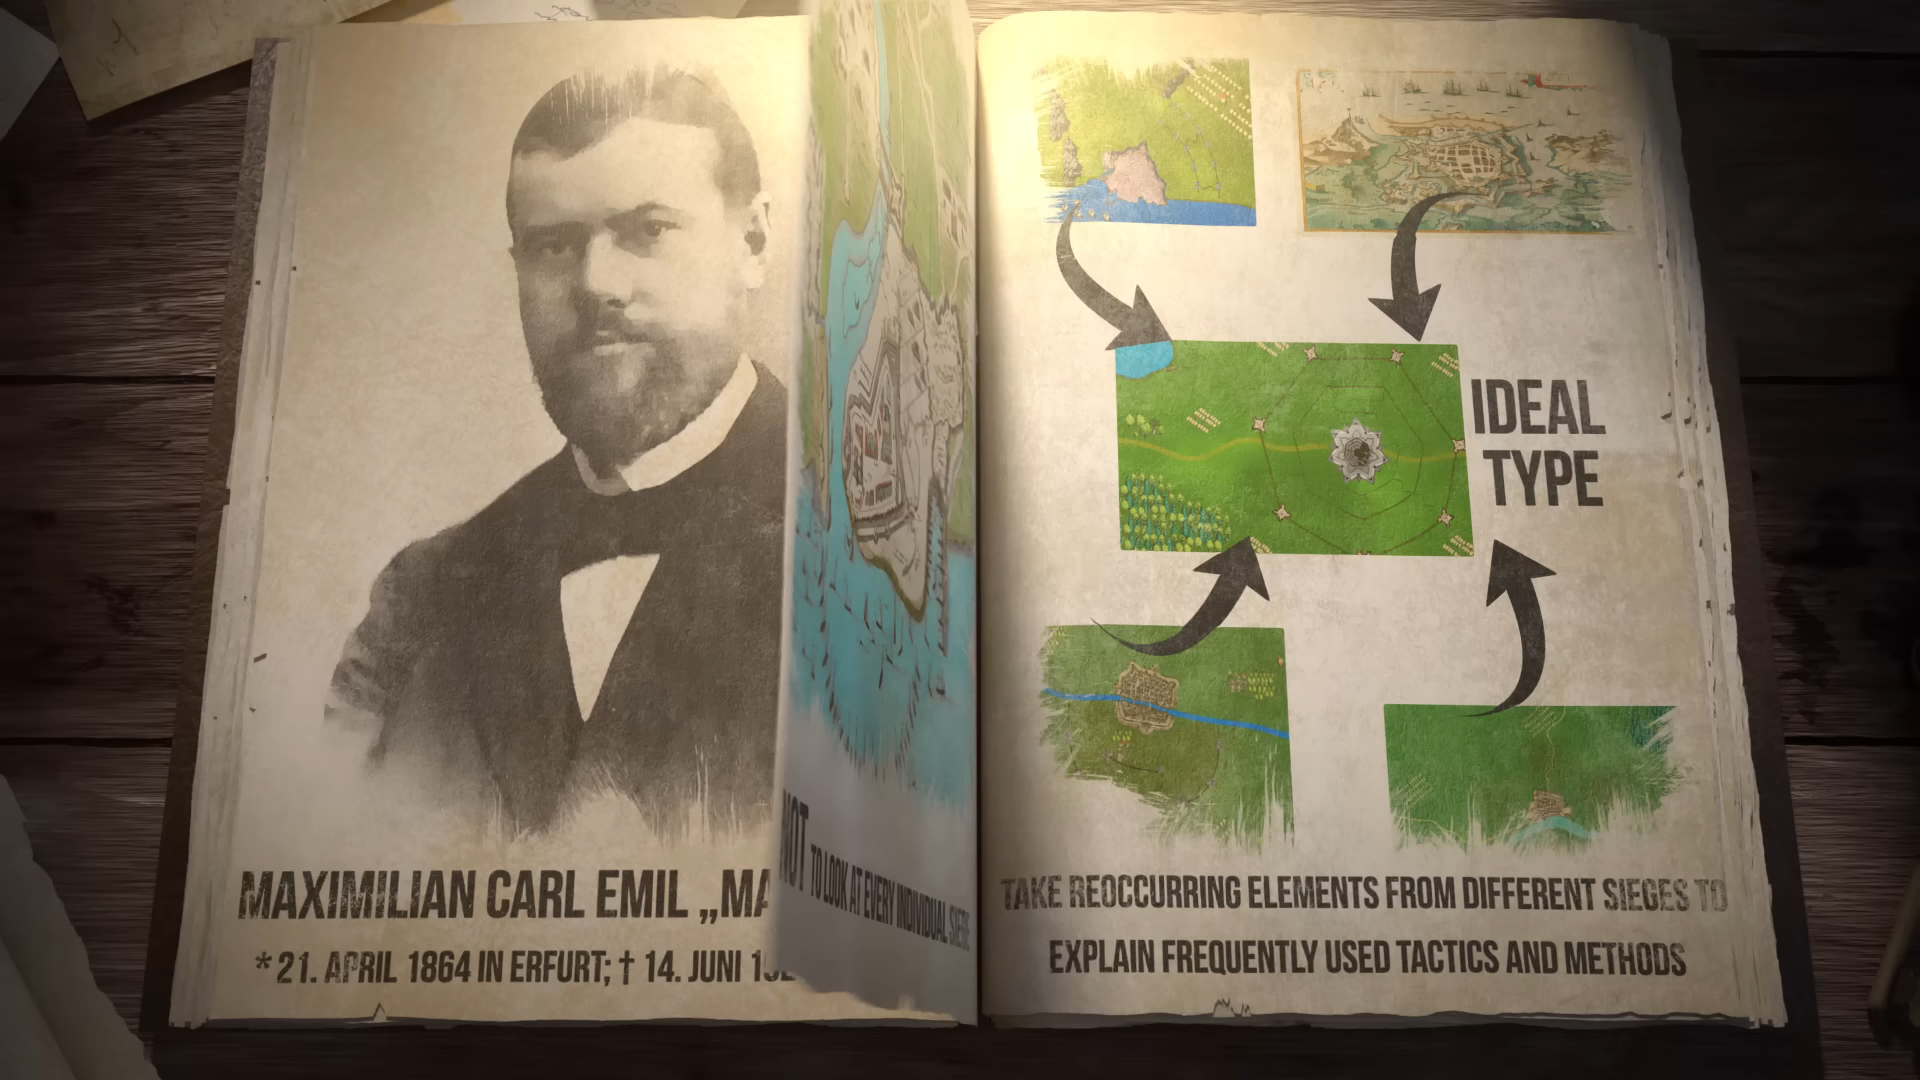 MAXIMILIAN CARL EMIL „MA
* 21. APRIL 1864 IN ERFURT; † 14. JUNI
NOT TO LOOK AT EVERY INDIVIDUAL SIEGE
IDEAL
TYPE
TAKE REOCCURRING ELEMENTS FROM DIFFERENT SIEGES TO
EXPLAIN FREQUENTLY USED TACTICS AND METHODS